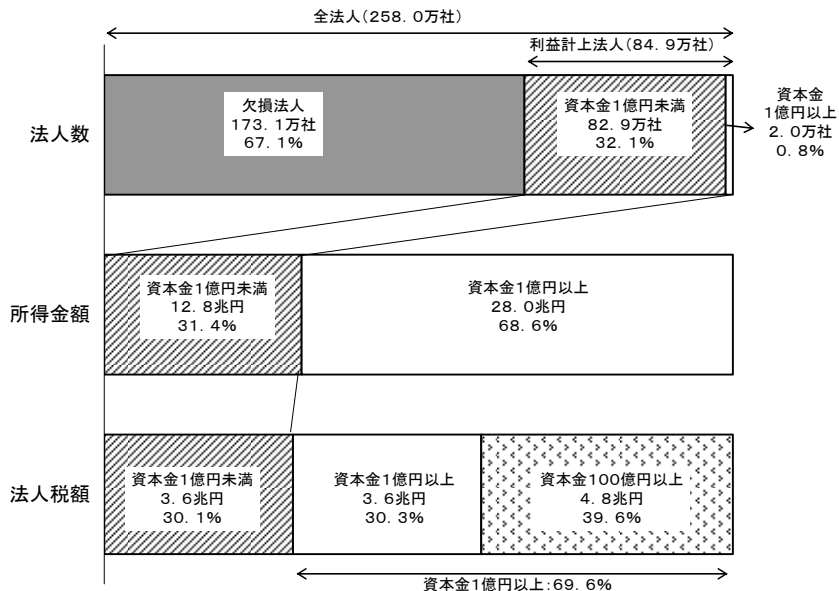 全法人(258.0万社)
利益計上法人(84.9万社)
法人数
欠損法人
173.1万社
67.1%
資本金1億円未満
82.9万社
32.1%
資本金
1億円以上
2.0万社
0.8%
所得金額
資本金1億円未満
12.8兆円
31.4%
資本金1億円以上
28.0兆円
68.6%
法人税額
資本金1億円未満
3.6兆円
30.1%
資本金1億円以上
3.6兆円
30.3%
資本金100億円以上
4.8兆円
39.6%
資本金1億円以上:69.6%